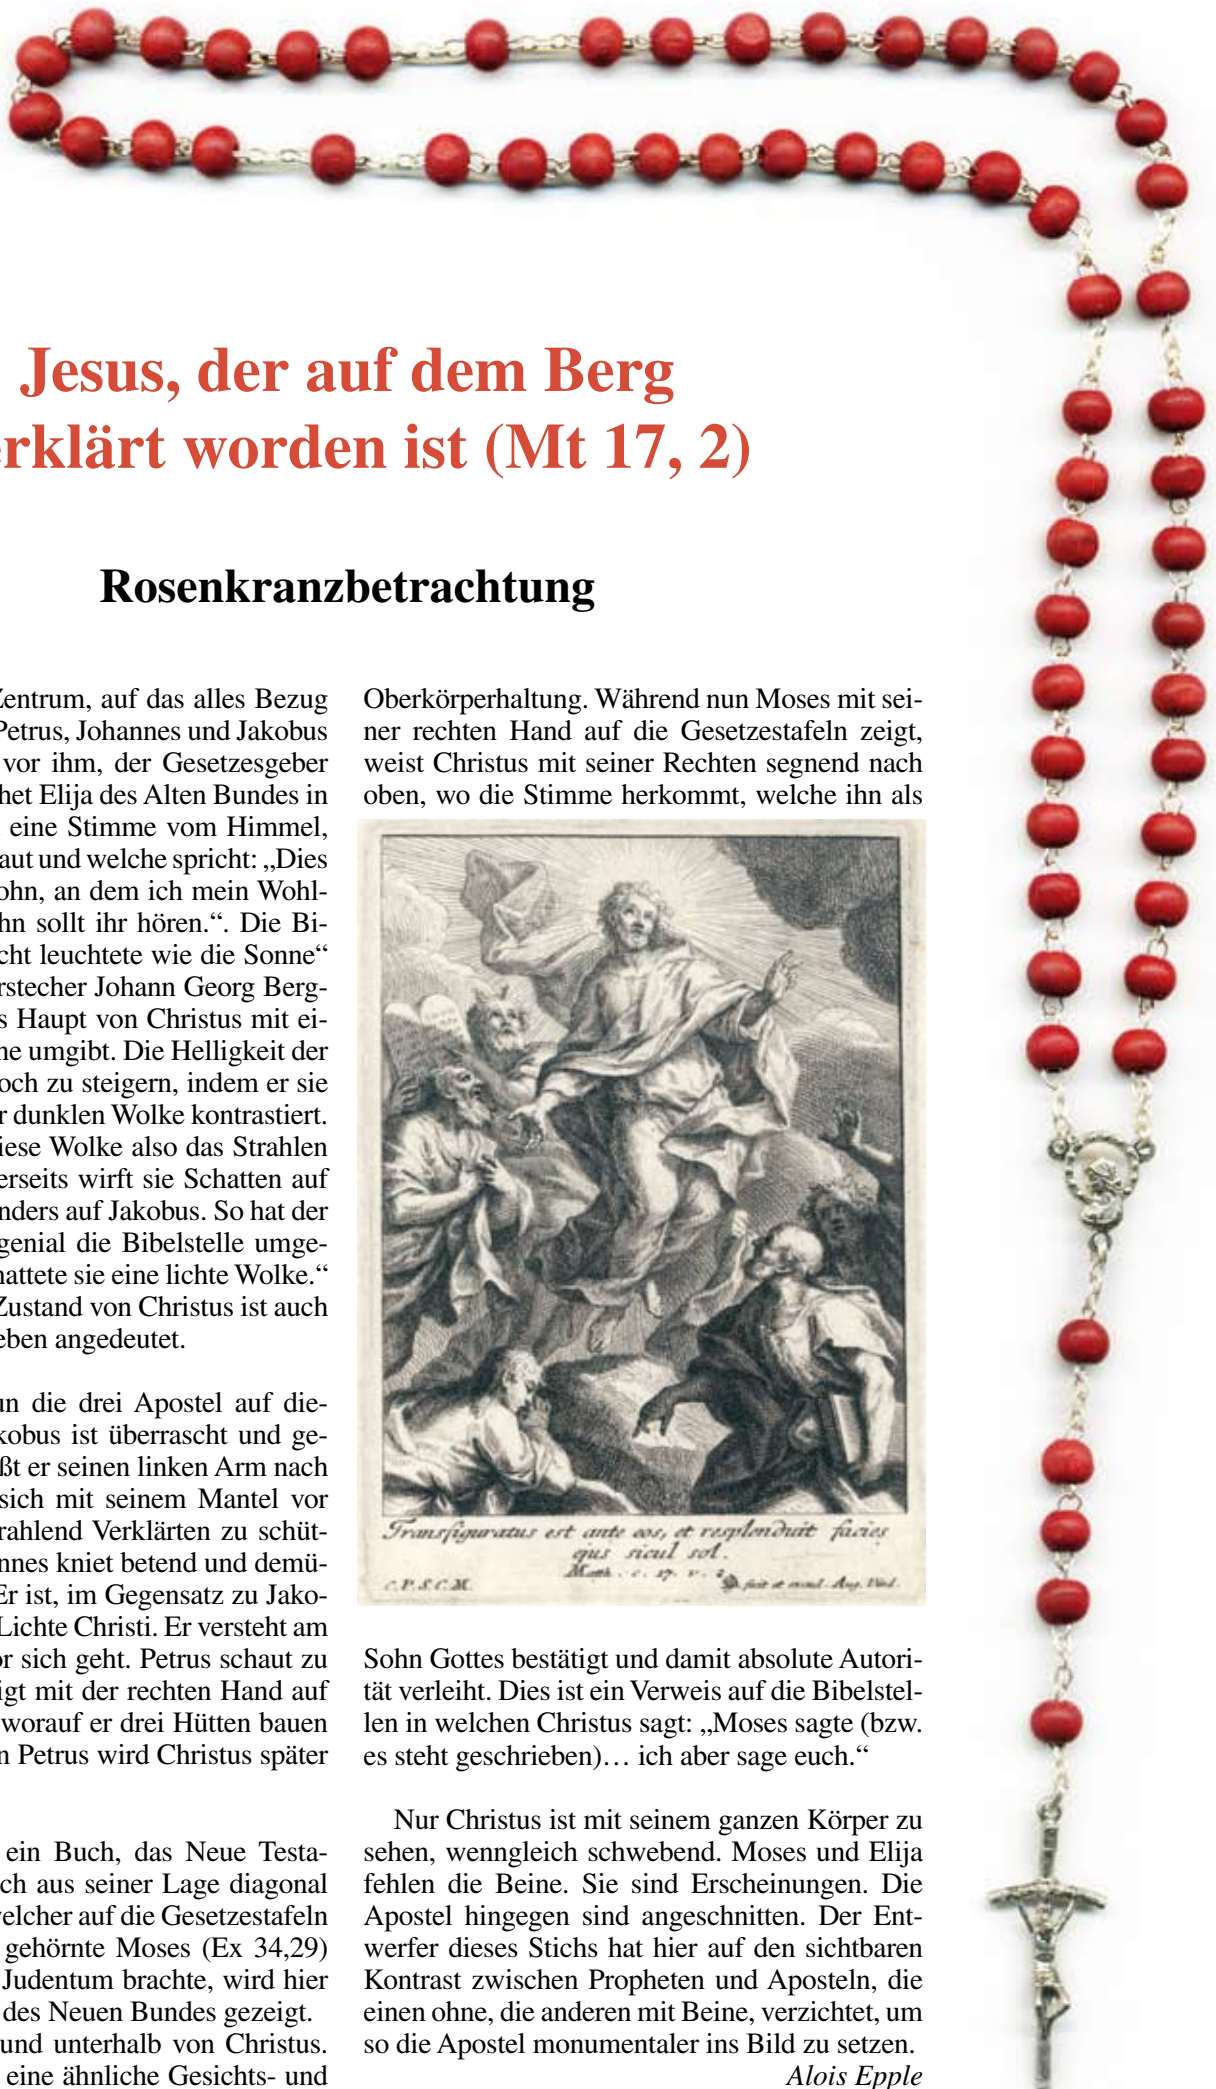 Jesus, der auf dem Berg
erklärt worden ist (Mt 17, 2)
Rosenkranzbetrachtung
Zentrum, auf das alles Bezug
Petrus, Johannes und Jakobus
vor ihm, der Gesetzesgeber
het Elija des Alten Bundes in
eine Stimme vom Himmel,
aut und welche spricht: „Dies
ohn, an dem ich mein Wohl-
hn sollt ihr hören.“. Die Bi-
cht leuchtete wie die Sonne“
rstecher Johann Georg Berg-
s Haupt von Christus mit ei-
ne umgibt. Die Helligkeit der
och zu steigern, indem er sie
r dunklen Wolke kontrastiert.
iese Wolke also das Strahlen
erseits wirft sie Schatten auf
nders auf Jakobus. So hat der
genial die Bibelstelle umge-
hattete sie eine lichte Wolke.“
Zustand von Christus ist auch
eben angedeutet.
un die drei Apostel auf die-
kobus ist überrascht und ge-
ßt er seinen linken Arm nach
sich mit seinem Mantel vor
rahlend Verklärten zu schüt-
nnes kniet betend und demü-
Er ist, im Gegensatz zu Jako-
Lichte Christi. Er versteht am
or sich geht. Petrus schaut zu
igt mit der rechten Hand auf
worauf er drei Hütten bauen
n Petrus wird Christus später
ein Buch, das Neue Testa-
ch aus seiner Lage diagonal
velcher auf die Gesetzestafeln
gehörnte Moses (Ex 34,29)
Judentum brachte, wird hier
des Neuen Bundes gezeigt.
und unterhalb von Christus.
eine ähnliche Gesichts- und
Oberkörperhaltung. Während nun Moses mit sei-
ner rechten Hand auf die Gesetzestafeln zeigt,
weist Christus mit seiner Rechten segnend nach
oben, wo die Stimme herkommt, welche ihn als
Transfiguratus est ante eos, et resplenduit facies
ejus sicut sol.
Math. c. 17. v. 2
C. P. S. C. M.
fecit et excud. Aug. Vind.
Sohn Gottes bestätigt und damit absolute Autori-
tät verleiht. Dies ist ein Verweis auf die Bibelstel-
len in welchen Christus sagt: „Moses sagte (bzw.
es steht geschrieben)… ich aber sage euch.“
Nur Christus ist mit seinem ganzen Körper zu
sehen, wenngleich schwebend. Moses und Elija
fehlen die Beine. Sie sind Erscheinungen. Die
Apostel hingegen sind angeschnitten. Der Ent-
werfer dieses Stichs hat hier auf den sichtbaren
Kontrast zwischen Propheten und Aposteln, die
einen ohne, die anderen mit Beine, verzichtet, um
so die Apostel monumentaler ins Bild zu setzen.
Alois Epple